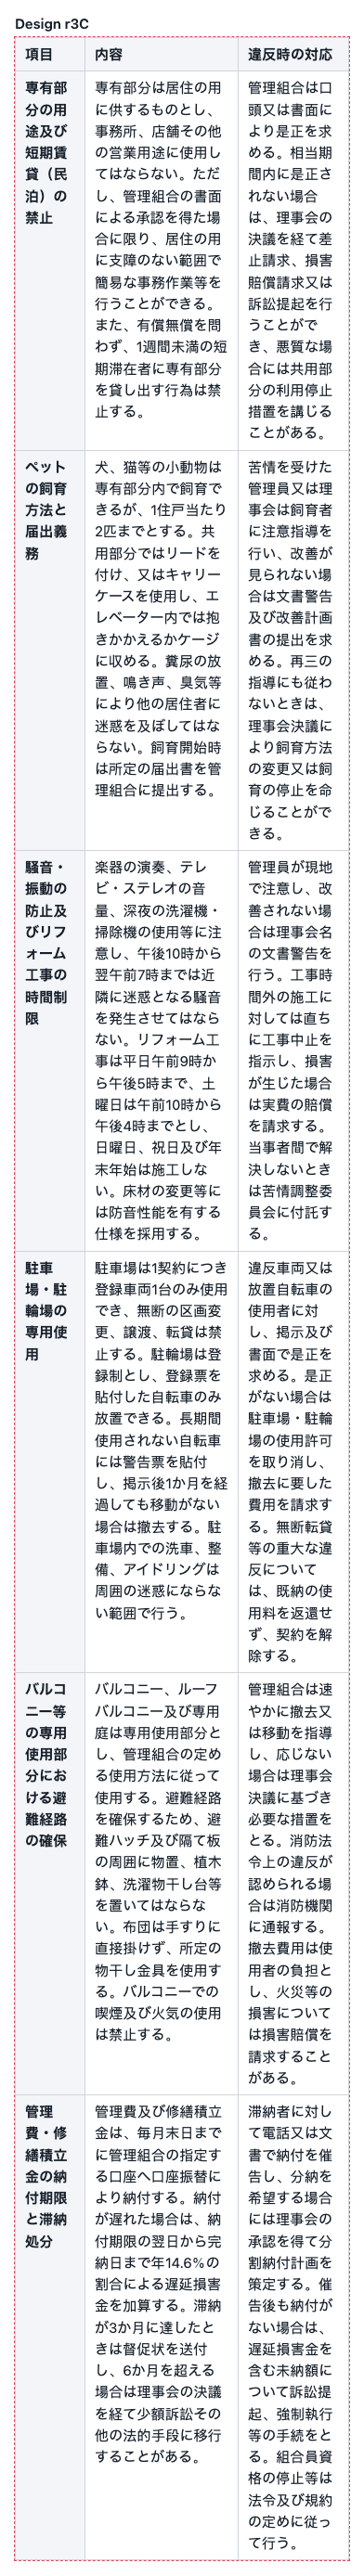 Design r3C
項目
内容
違反時の対応
専有部
分の用
途及び
短期賃
貸（民
泊）の
禁止
専有部分は居住の用
に供するものとし、
事務所、店舗その他
の営業用途に使用し
てはならない。ただ
し、管理組合の書面
による承認を得た場
合に限り、居住の用
に支障のない範囲で
簡易な事務作業等を
行うことができる。
また、有償無償を問
わず、1週間未満の短
期滞在者に専有部分
を貸し出す行為は禁
止する。
管理組合は口
頭又は書面に
より是正を求
める。相当期
間内に是正さ
れない場合
は、理事会の
決議を経て差
止請求、損害
賠償請求又は
訴訟提起を行
うことがで
き、悪質な場
合には共用部
分の利用停止
措置を講じる
ことがある。
ペット
の飼育
方法と
届出義
務
犬、猫等の小動物は
専有部分内で飼育で
きるが、1住戸当たり
2匹までとする。共
用部分ではリードを
付け、又はキャリー
ケースを使用し、エ
レベーター内では抱
きかかえるかケージ
に収める。糞尿の放
置、鳴き声、臭気等
により他の居住者に
迷惑を及ぼしてはな
らない。飼育開始時
は所定の届出書を管
理組合に提出する。
苦情を受けた
管理員又は理
事会は飼育者
に注意指導を
行い、改善が
見られない場
合は文書警告
及び改善計画
書の提出を求
める。再三の
指導にも従わ
ないときは、
理事会決議に
より飼育方法
の変更又は飼
育の停止を命
じることがで
きる。
騒音・
振動の
防止及
びリフ
ォーム
工事の
時間制
限
楽器の演奏、テレ
ビ・ステレオの音
量、深夜の洗濯機・
掃除機の使用等に注
意し、午後10時から
翌午前7時までは近
隣に迷惑となる騒音
を発生させてはなら
ない。リフォーム工
事は平日午前9時か
ら午後5時まで、土
曜日は午前10時から
午後4時までとし、
日曜日、祝日及び年
末年始は施工しな
い。床材の変更等に
は防音性能を有する
仕様を採用する。
管理員が現地
で注意し、改
善されない場
合は理事会名
の文書警告を
行う。工事時
間外の施工に
対しては直ち
に工事中止を
指示し、損害
が生じた場合
は実費の賠償
を請求する。
当事者間で解
決しないとき
は苦情調整委
員会に付託す
る。
駐車
場・駐
輪場の
専用使
用
駐車場は1契約につき
登録車両1台のみ使用
でき、無断の区画変
更、譲渡、転貸は禁
止する。駐輪場は登
録制とし、登録票を
貼付した自転車のみ
放置できる。長期間
使用されない自転車
には警告票を貼付
し、掲示後1か月を経
過しても移動がない
場合は撤去する。駐
車場内での洗車、整
備、アイドリングは
周囲の迷惑にならな
い範囲で行う。
違反車両又は
放置自転車の
使用者に対
し、掲示及び
書面で是正を
求める。是正
がない場合は
駐車場・駐輪
場の使用許可
を取り消し、
撤去に要した
費用を請求す
る。無断転貸
等の重大な違
反について
は、既納の使
用料を返還せ
ず、契約を解
除する。
バルコ
ニー等
の専用
使用部
分にお
ける避
難経路
の確保
バルコニー、ルーフ
バルコニー及び専用
庭は専用使用部分と
し、管理組合の定め
る使用方法に従って
使用する。避難経路
を確保するため、避
難ハッチ及び隔て板
の周囲に物置、植木
鉢、洗濯物干し台等
を置いてはならな
い。布団は手すりに
直接掛けず、所定の
物干し金具を使用す
る。バルコニーでの
喫煙及び火気の使用
は禁止する。
管理組合は速
やかに撤去又
は移動を指導
し、応じない
場合は理事会
決議に基づき
必要な措置を
とる。消防法
令上の違反が
認められる場
合は消防機関
に通報する。
撤去費用は使
用者の負担と
し、火災等の
損害について
は損害賠償を
請求すること
がある。
管理
費・修
繕積立
金の納
付期限
と滞納
処分
管理費及び修繕積立
金は、毎月末日まで
に管理組合の指定す
る口座へ口座振替に
より納付する。納付
が遅れた場合は、納
付期限の翌日から完
納日まで年14.6%の
割合による遅延損害
金を加算する。滞納
が3か月に達したと
きは督促状を送付
し、6か月を超える
場合は理事会の決議
を経て少額訴訟その
他の法的手段に移行
することがある。
滞納者に対し
て電話又は文
書で納付を催
告し、分納を
希望する場合
には理事会の
承認を得て分
割納付計画を
策定する。催
告後も納付が
ない場合は、
遅延損害金を
含む未納額に
ついて訴訟提
起、強制執行
等の手続をと
る。組合員資
格の停止等は
法令及び規約
の定めに従っ
て行う。